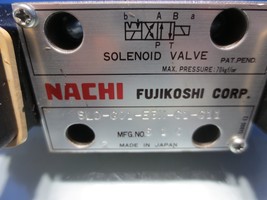 b A B a
P T
SOLENOID VALVE
PAT.PEND.
MAX. PRESSURE: 70kgf/cm²
NACHI FUJIKOSHI CORP.
MFG.NO.
MADE IN JAPAN